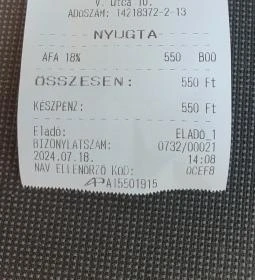 V. utca 10.
ADÓSZÁM: 14218372-2-13
- - - - - NYUGTA - - - - -
ÁFA 18% 550 B00
ÖSSZESEN: 550 Ft
KÉSZPÉNZ: 550 Ft
Eladó: ELADÓ_1
BIZONYLATSZÁM: 0732/00021
2024.07.18. 14:08
NAV ELLENŐRZŐ KÓD: 0CEF8
AP A15501915